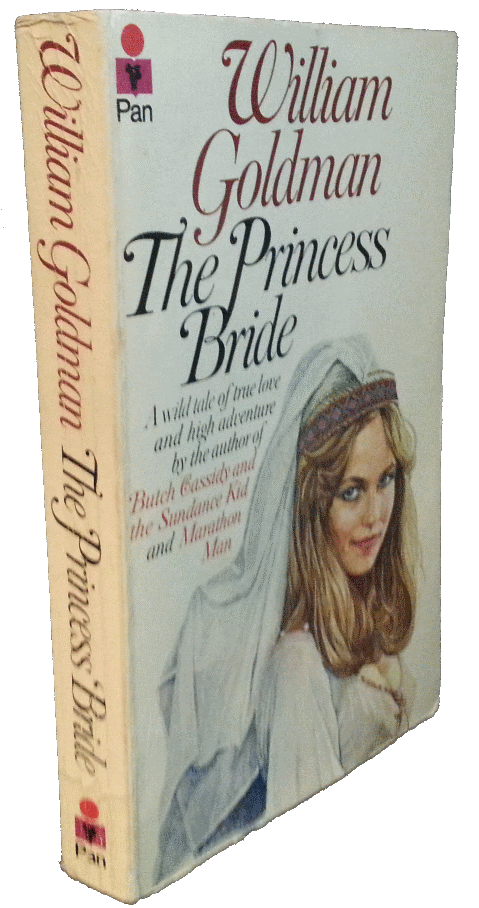 William Goldman The Princess Bride
Pan
Pan
William
Goldman
The Princess
Bride
A wild tale of true love
and high adventure
by the author of
Butch Cassidy and
the Sundance Kid
and Marathon
Man